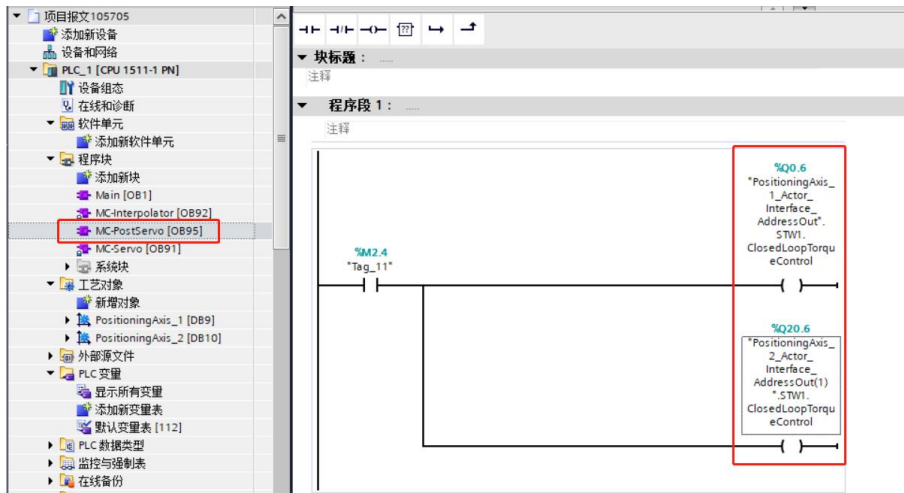 项目报文105705
添加新设备
设备和网络
PLC_1 [CPU 1511-1 PN]
设备组态
在线和诊断
软件单元
添加新软件单元
程序块
添加新块
Main [OB1]
MC-Interpolator [OB92]
MC-PostServo [OB95]
MC-Servo [OB91]
系统块
工艺对象
新增对象
PositioningAxis_1 [DB9]
PositioningAxis_2 [DB10]
外部源文件
PLC 变量
显示所有变量
添加新变量表
默认变量表 [112]
PLC 数据类型
监控与强制表
在线备份
??
块标题： .....
注释
程序段 1： .....
注释
%M2.4
"Tag_11"
%Q0.6
"PositioningAxis_
1_Actor_
Interface_
AddressOut".
STW1.
ClosedLoopTorqu
eControl
%Q20.6
"PositioningAxis_
2_Actor_
Interface_
AddressOut(1)
".STW1.
ClosedLoopTorqu
eControl